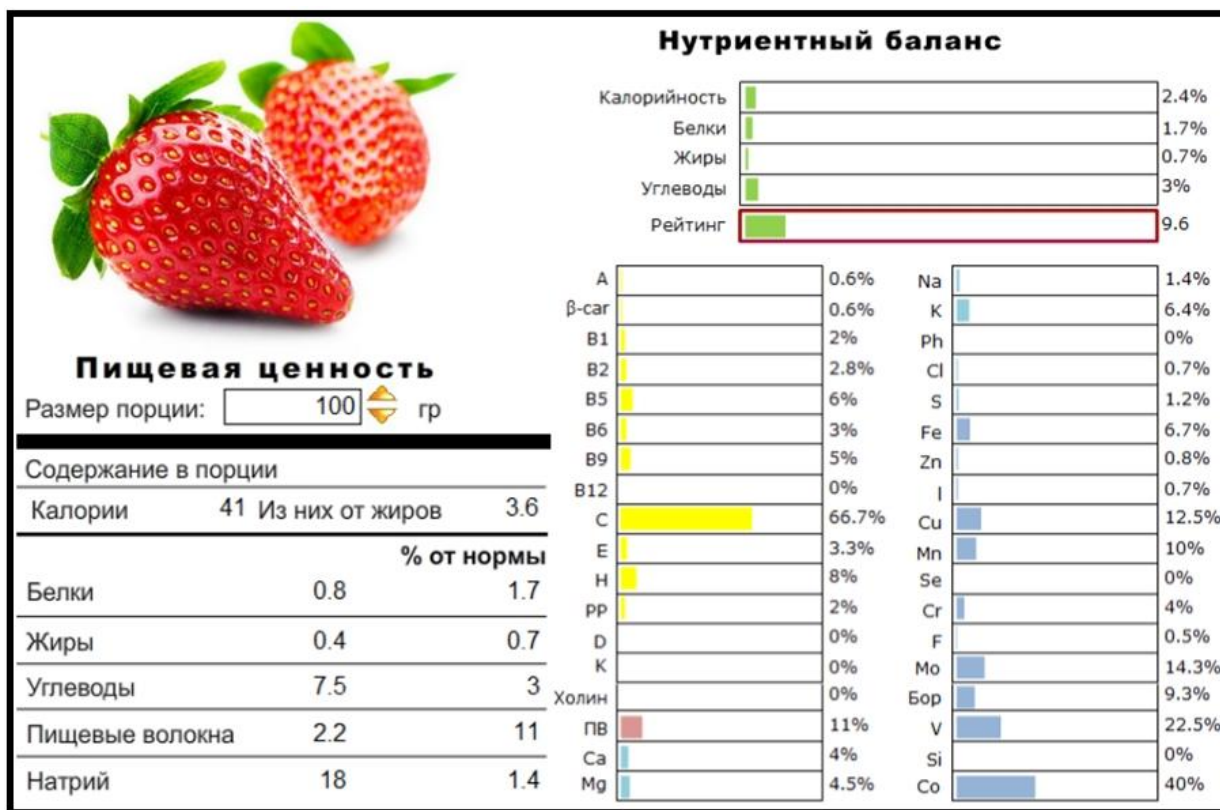 Нутриентный баланс
Калорийность 2.4%
Белки 1.7%
Жиры 0.7%
Углеводы 3%
Рейтинг 9.6
Пищевая ценность
Размер порции: 100 гр
Содержание в порции
Калории 41 Из них от жиров 3.6
% от нормы
Белки 0.8 1.7
Жиры 0.4 0.7
Углеводы 7.5 3
Пищевые волокна 2.2 11
Натрий 18 1.4
A 0.6%
β-car 0.6%
B1 2%
B2 2.8%
B5 6%
B6 3%
B9 5%
B12 0%
C 66.7%
E 3.3%
H 8%
PP 2%
D 0%
K 0%
Холин 0%
ПВ 11%
Ca 4%
Mg 4.5%
Na 1.4%
K 6.4%
Ph 0%
Cl 0.7%
S 1.2%
Fe 6.7%
Zn 0.8%
I 0.7%
Cu 12.5%
Mn 10%
Se 0%
Cr 4%
F 0.5%
Mo 14.3%
Бор 9.3%
V 22.5%
Si 0%
Co 40%